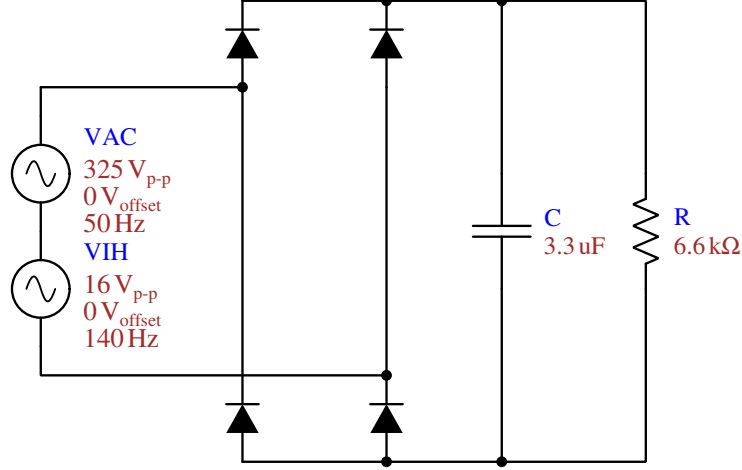 VAC
325 Vp-p
0 Voffset
50 Hz
VIH
16 Vp-p
0 Voffset
140 Hz
C
3.3 uF
R
6.6 kΩ